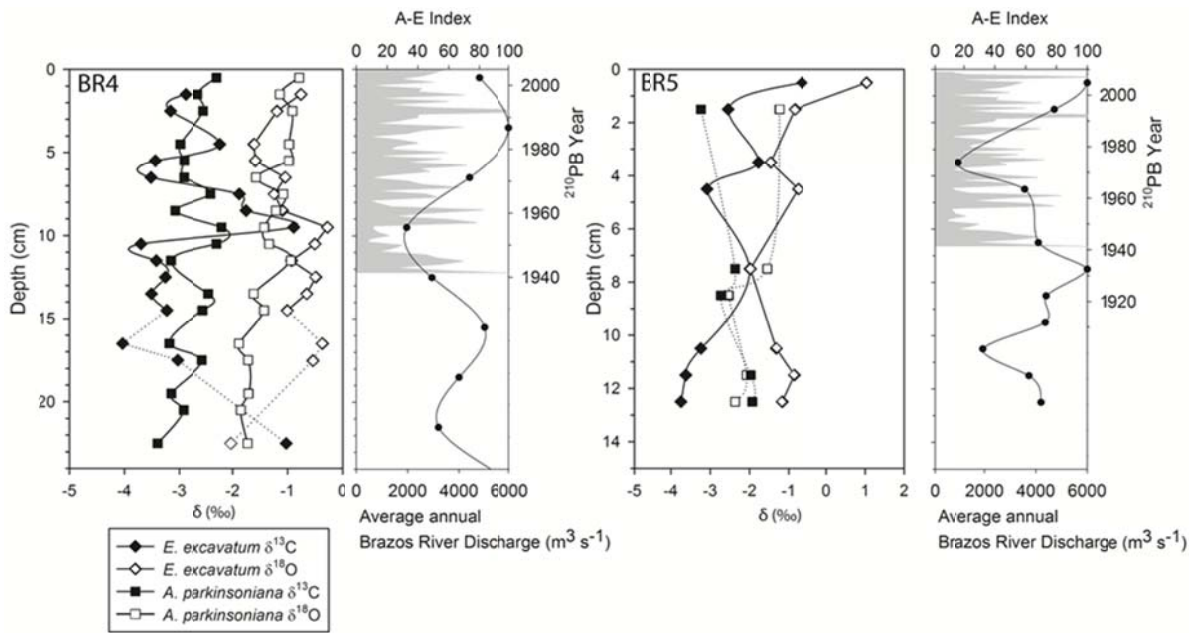 A-E Index
0 20 40 60 80 100
BR4
Depth (cm)
0
5
10
15
20
-5 -4 -3 -2 -1 0
δ (‰)
2000
1980
1960
1940
210PB Year
0 2000 4000 6000
Average annual
Brazos River Discharge (m3 s-1)
E. excavatum δ13C
E. excavatum δ18O
A. parkinsoniana δ13C
A. parkinsoniana δ18O
A-E Index
0 20 40 60 80 100
BR5
Depth (cm)
0
2
4
6
8
10
12
14
-5 -4 -3 -2 -1 0 1 2
δ (‰)
2000
1980
1960
1940
1920
210PB Year
0 2000 4000 6000
Average annual
Brazos River Discharge (m3 s-1)